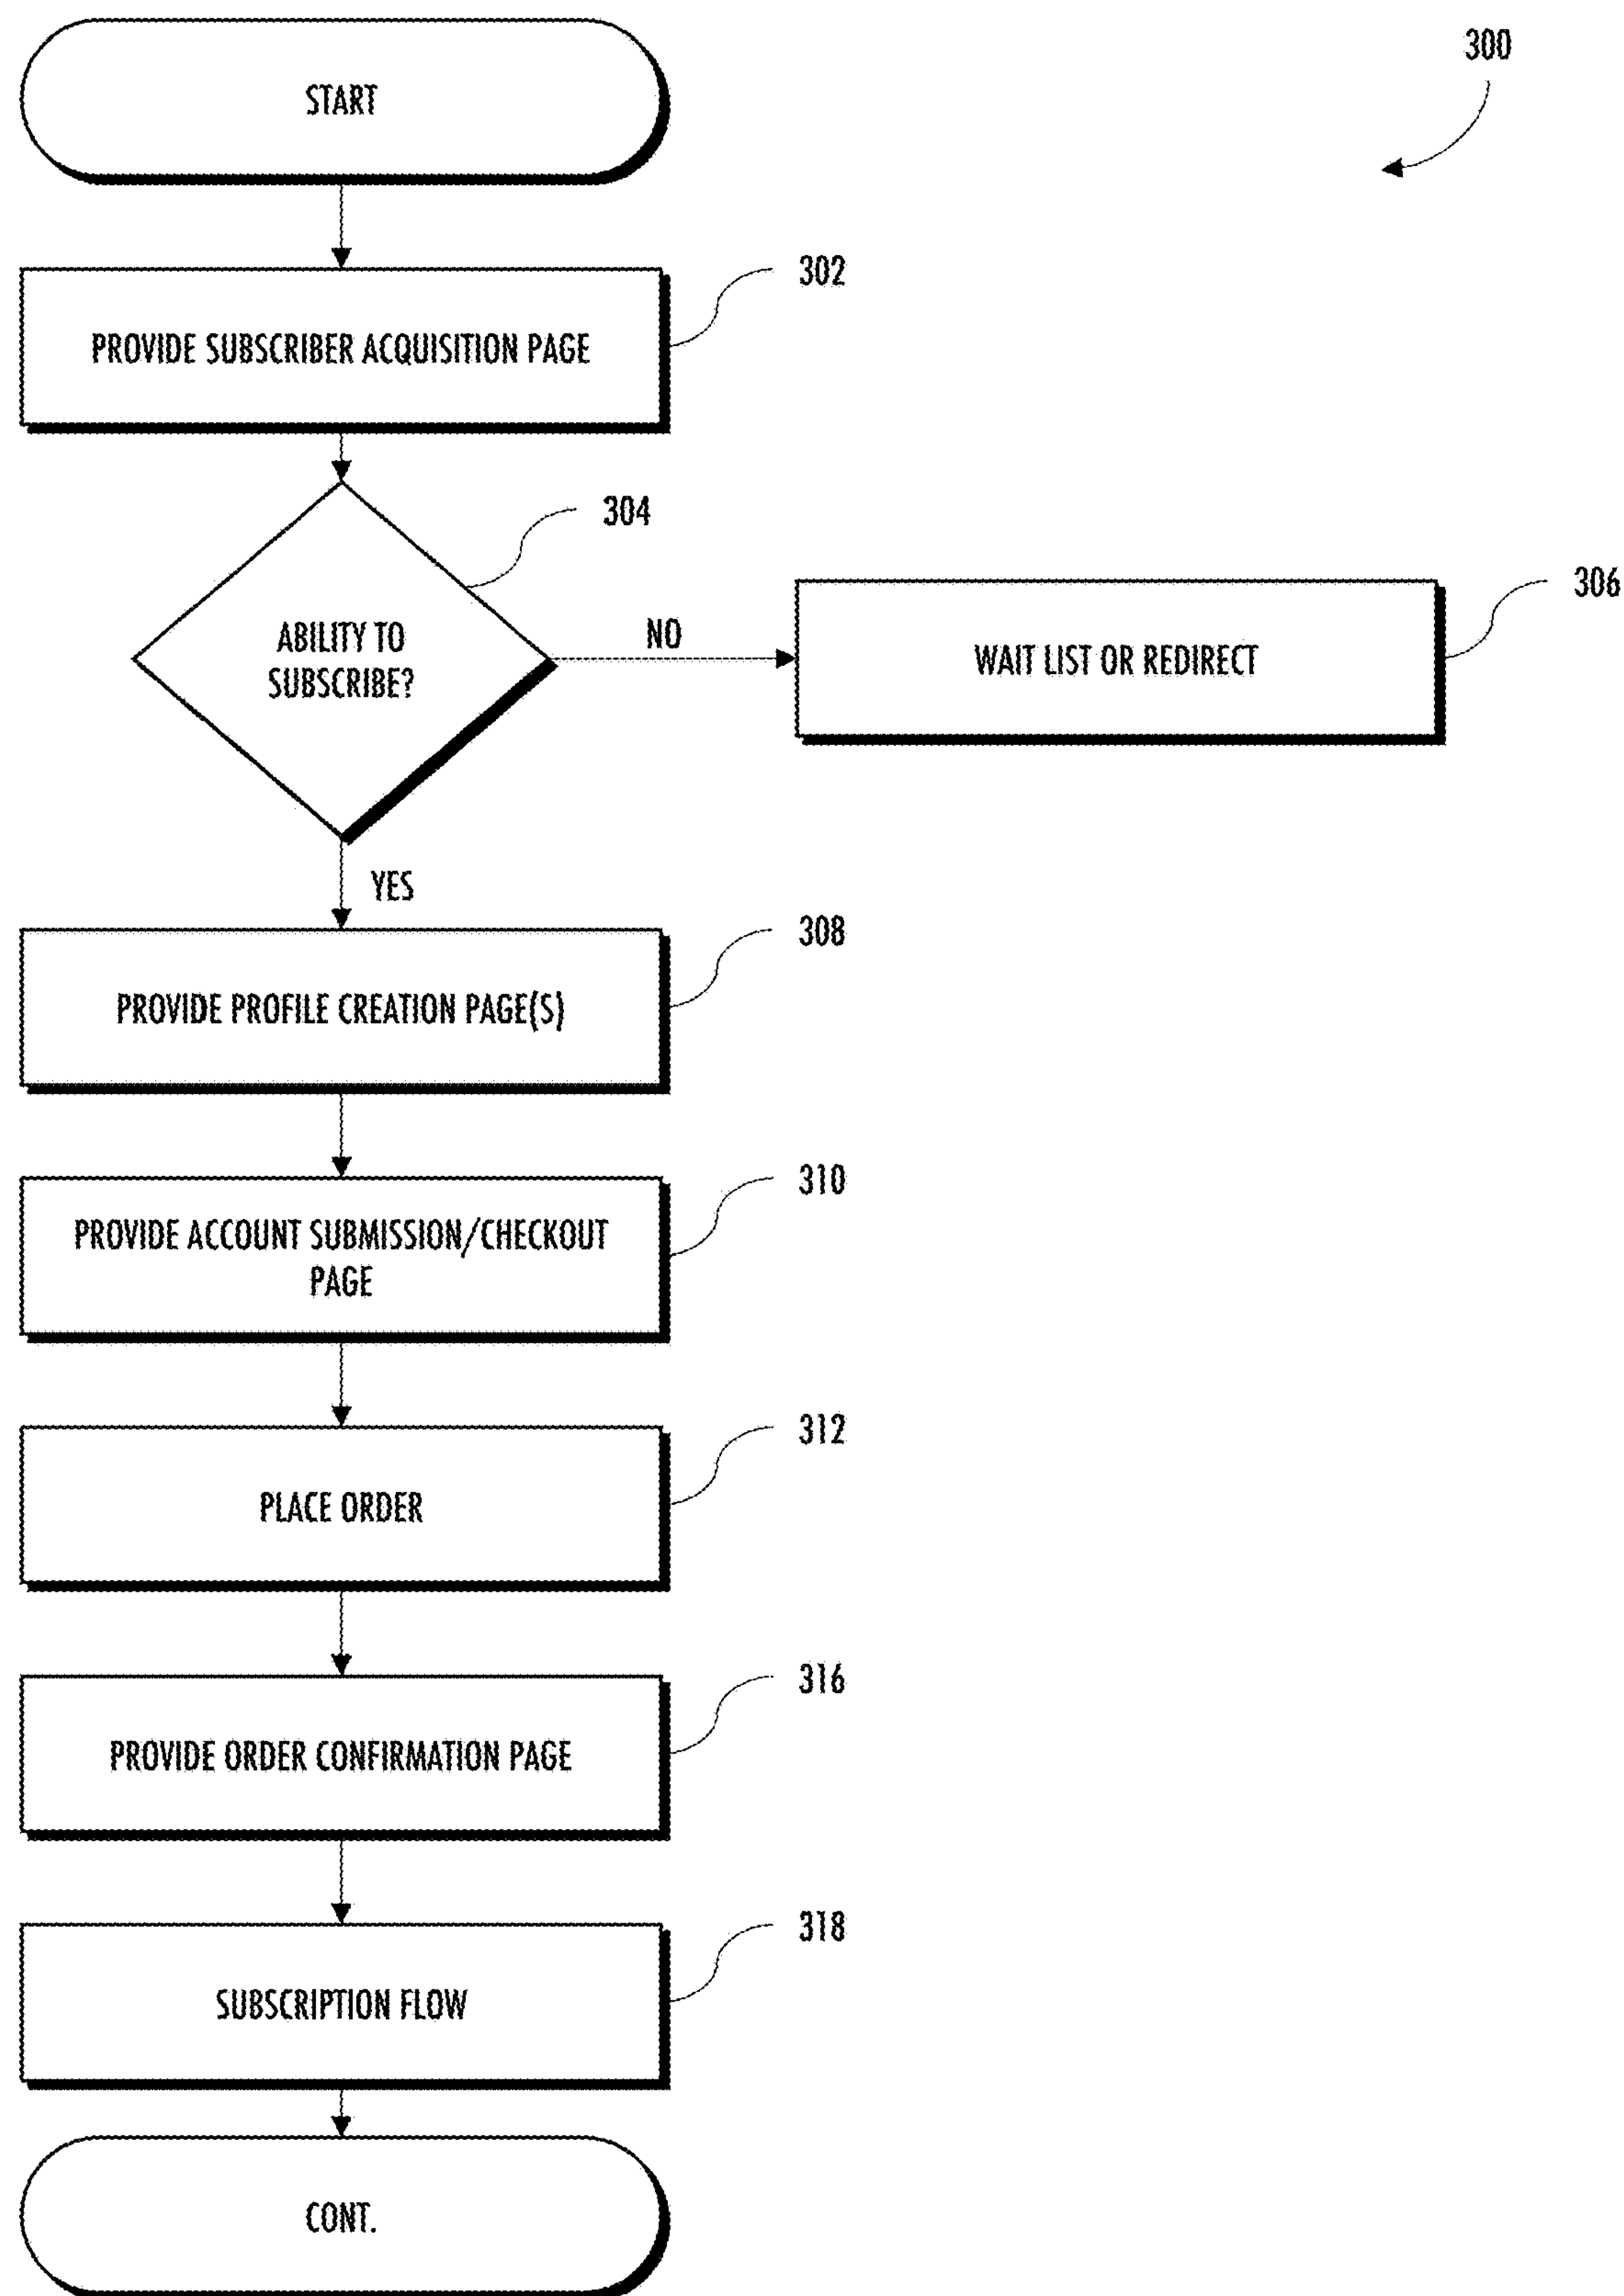 START
300
302
PROVIDE SUBSCRIBER ACQUISITION PAGE
304
ABILITY TO
SUBSCRIBE?
NO
306
WAIT LIST OR REDIRECT
YES
308
PROVIDE PROFILE CREATION PAGE(S)
310
PROVIDE ACCOUNT SUBMISSION/CHECKOUT
PAGE
312
PLACE ORDER
316
PROVIDE ORDER CONFIRMATION PAGE
318
SUBSCRIPTION FLOW
CONT.